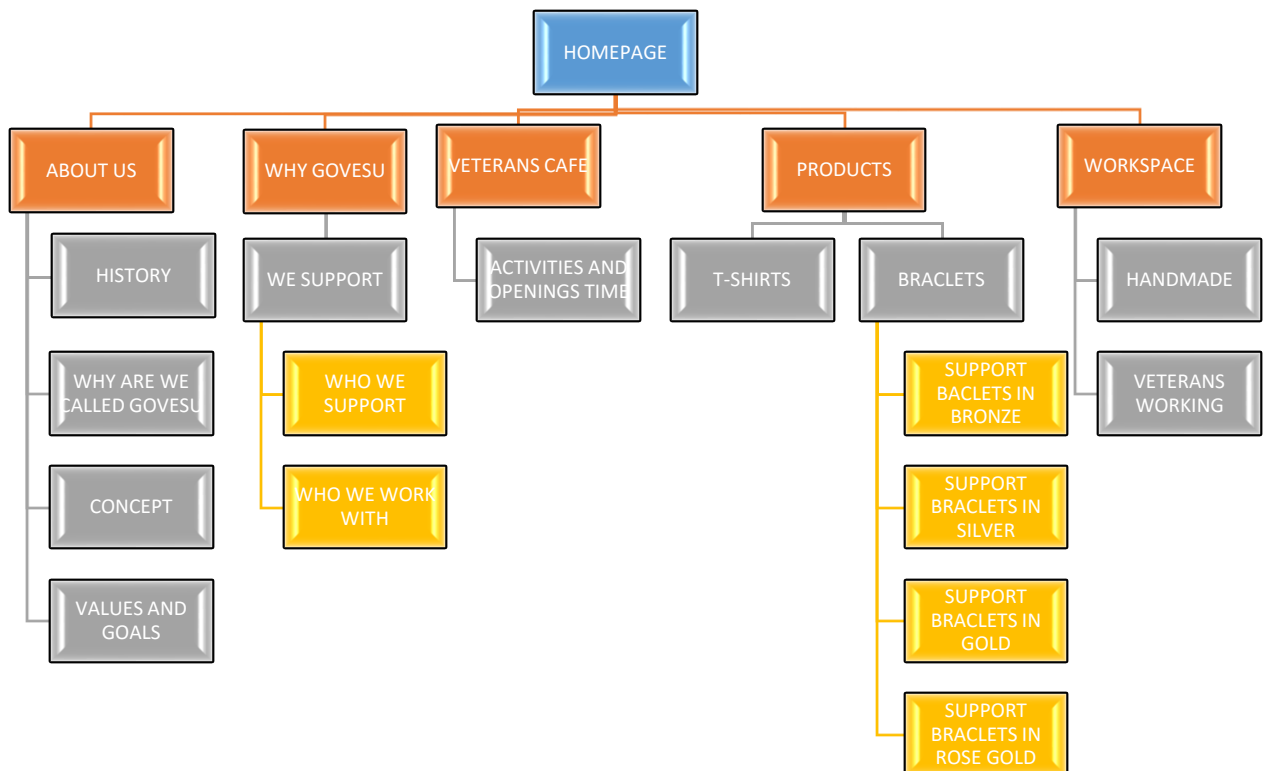 HOMEPAGE
ABOUT US
WHY GOVESU
VETERANS CAFE
PRODUCTS
WORKSPACE
HISTORY
WE SUPPORT
ACTIVITIES AND
OPENINGS TIME
T-SHIRTS
BRACLETS
HANDMADE
WHY ARE WE
CALLED GOVESU
WHO WE
SUPPORT
SUPPORT
BACLETS IN
BRONZE
VETERANS
WORKING
CONCEPT
WHO WE WORK
WITH
SUPPORT
BRACLETS IN
SILVER
VALUES AND
GOALS
SUPPORT
BRACLETS IN
GOLD
SUPPORT
BRACLETS IN
ROSE GOLD